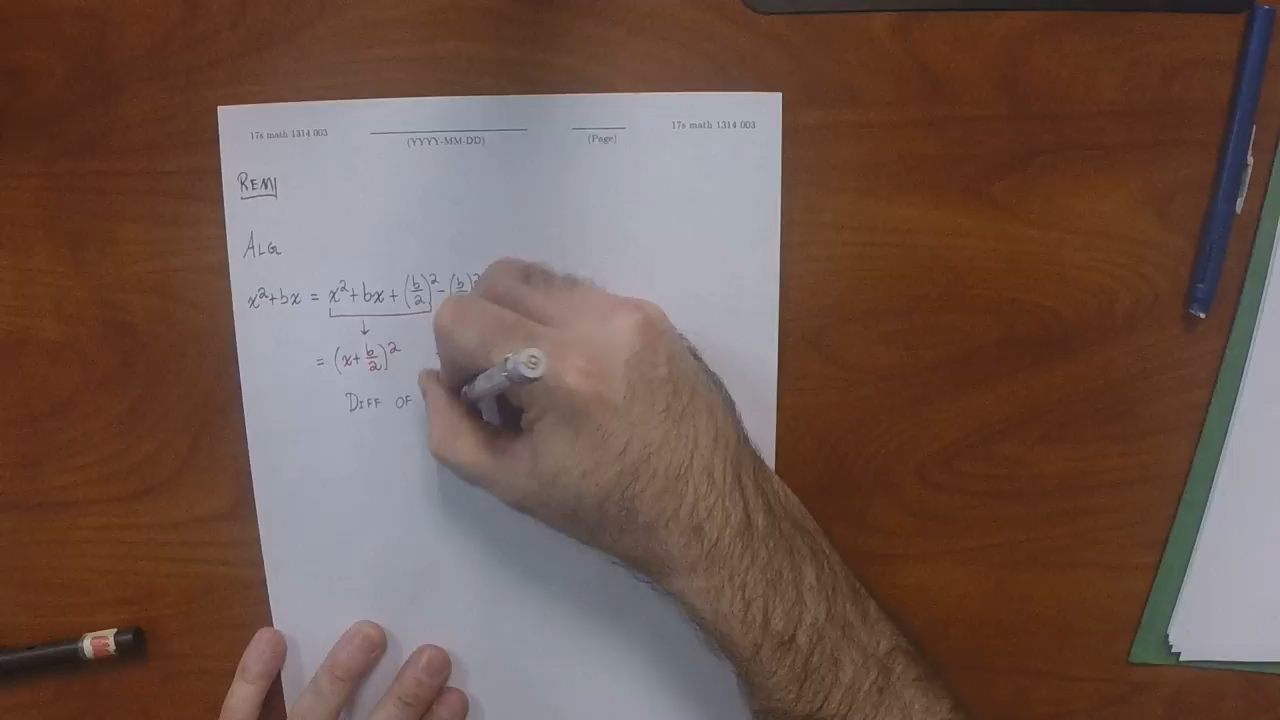 17s math 1314 003 (YYYY-MM-DD) (Page) 17s math 1314 003
REM
ALG
x²+bx = x²+bx+(b/2)²-(b/
↓
= (x+b/2)²
DIFF OF